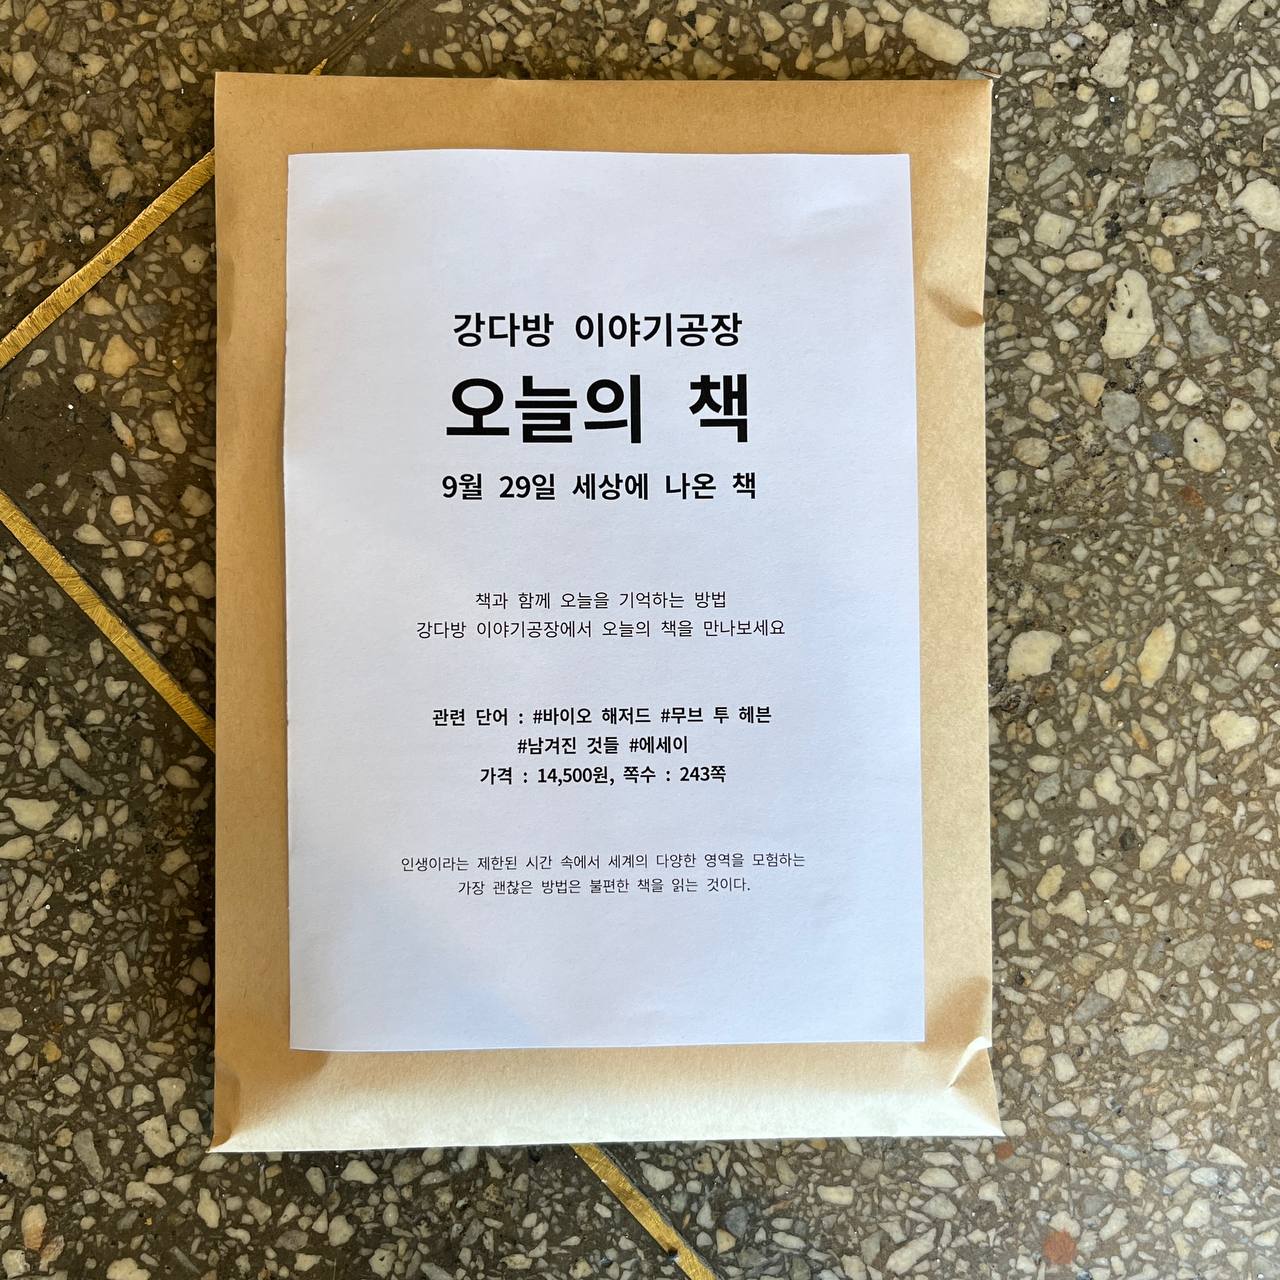 강다방 이야기공장
오늘의 책
9월 29일 세상에 나온 책
책과 함께 오늘을 기억하는 방법
강다방 이야기공장에서 오늘의 책을 만나보세요
관련 단어 : #바이오 해저드 #무브 투 헤븐
#남겨진 것들 #에세이
가격 : 14,500원, 쪽수 : 243쪽
인생이라는 제한된 시간 속에서 세계의 다양한 영역을 모험하는
가장 괜찮은 방법은 불편한 책을 읽는 것이다.